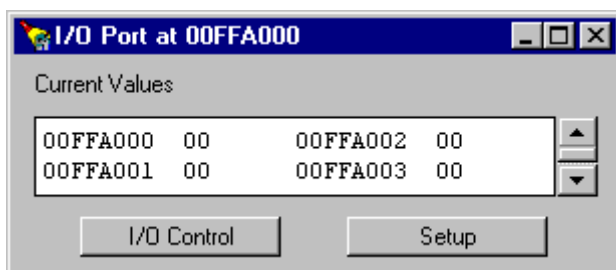 I/O Port at 00FFA000
Current Values
00FFA000 00 00FFA002 00
00FFA001 00 00FFA003 00
I/O Control Setup